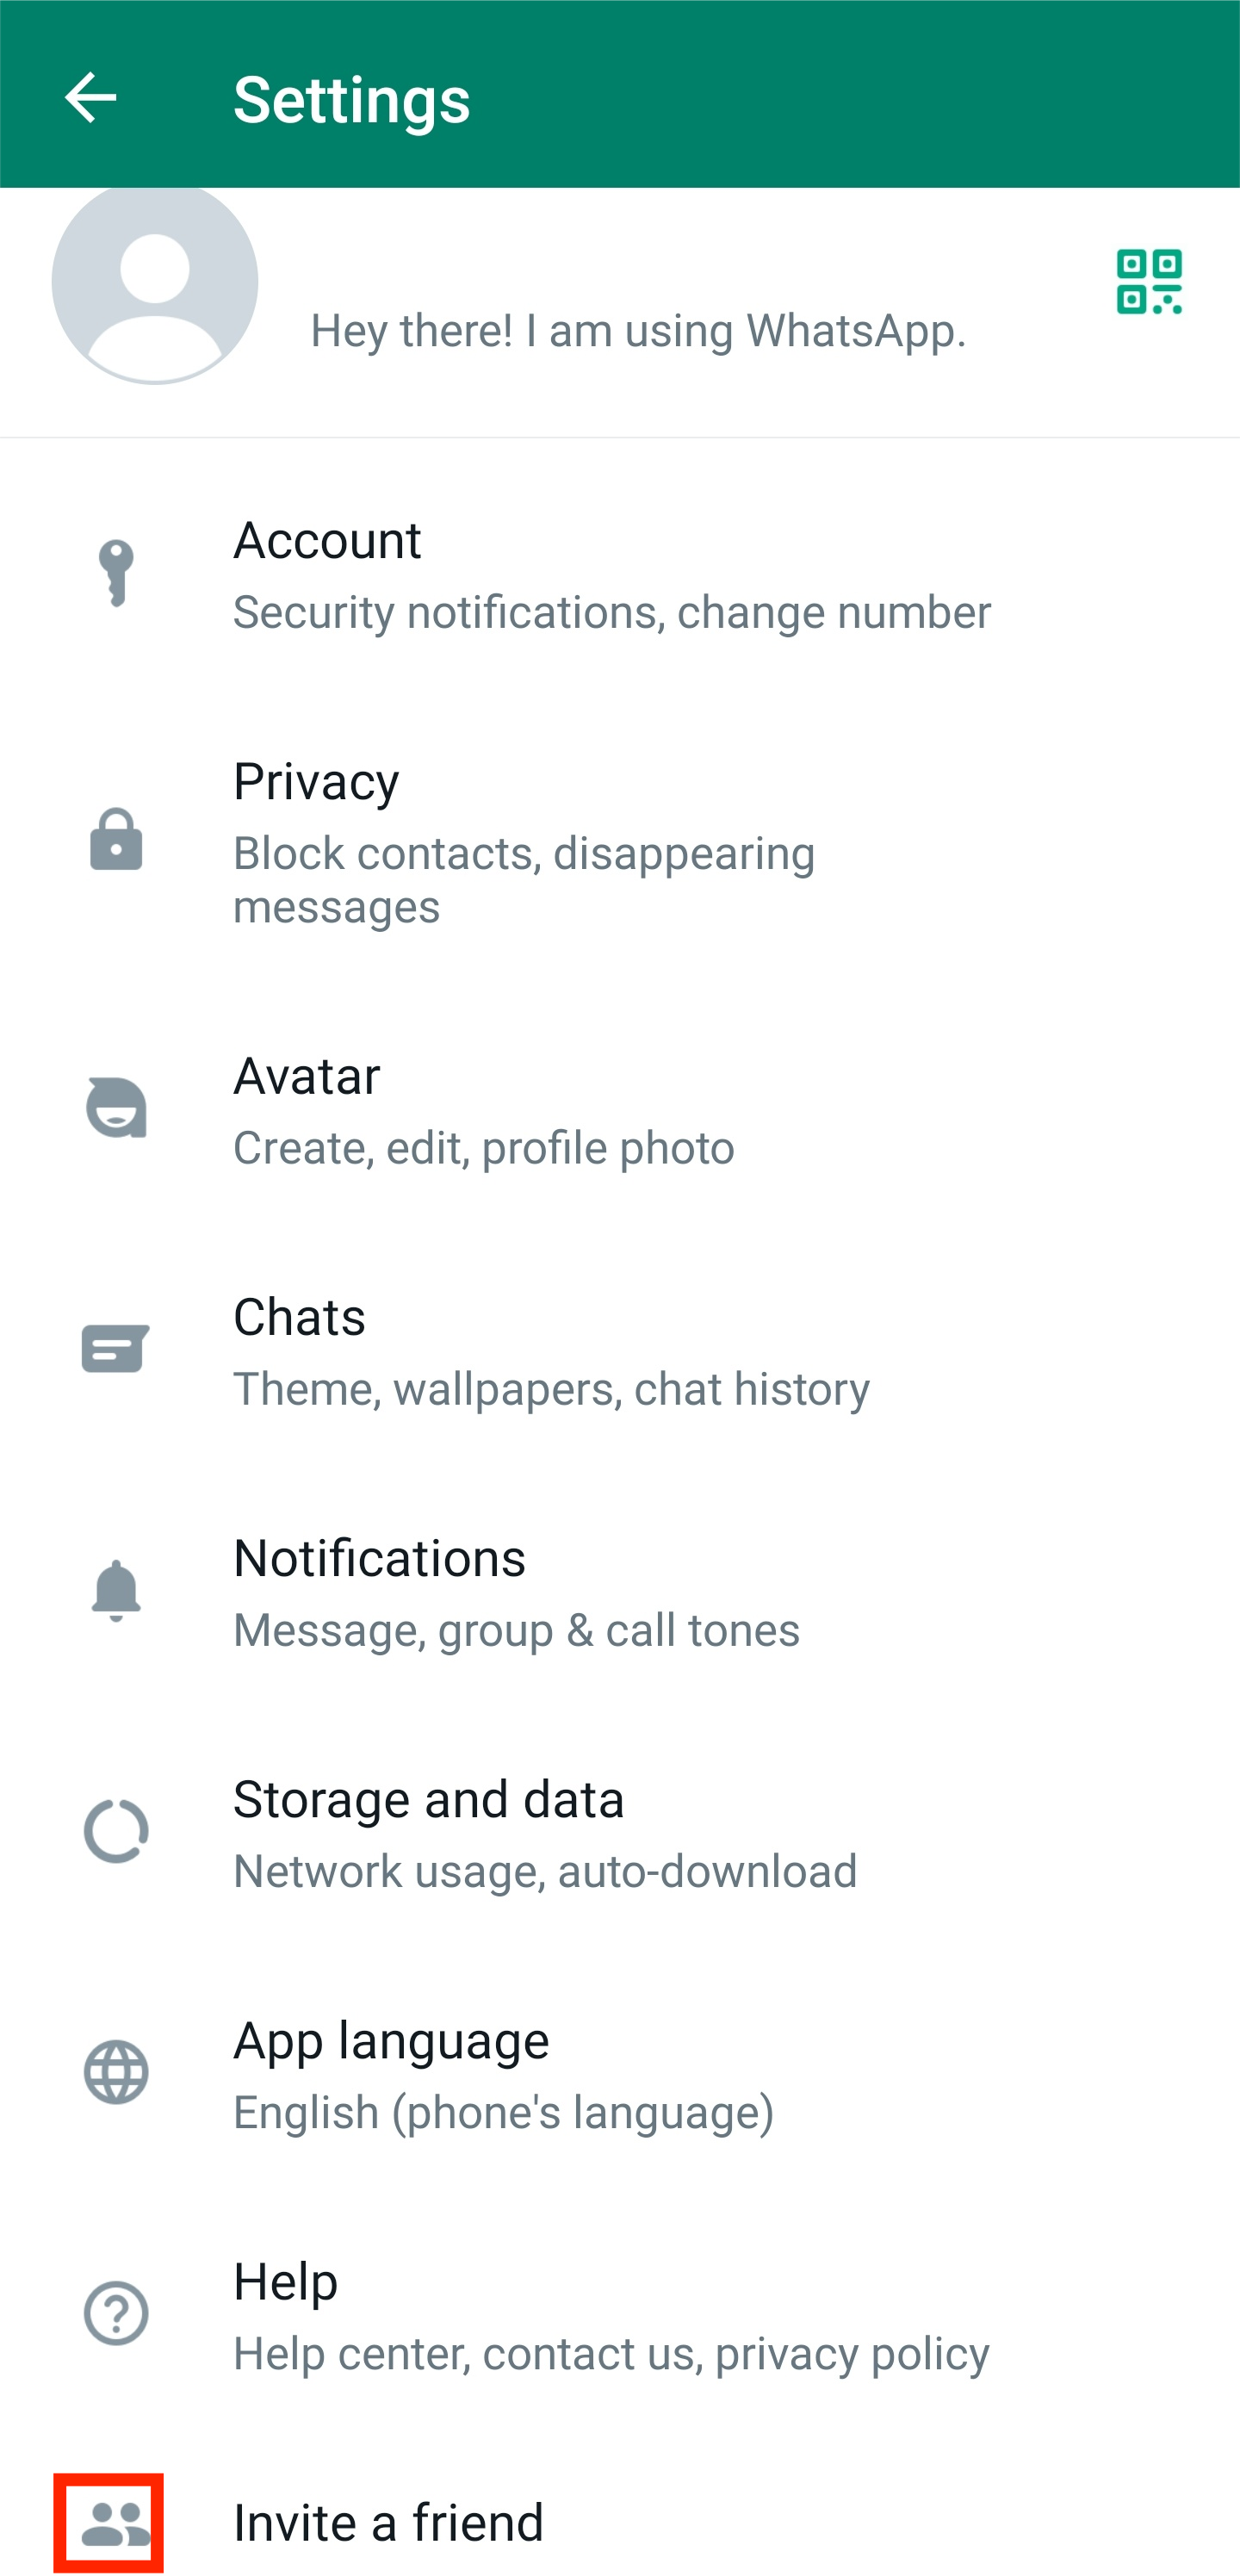 Settings
Hey there! I am using WhatsApp.
Account
Security notifications, change number
Privacy
Block contacts, disappearing
messages
Avatar
Create, edit, profile photo
Chats
Theme, wallpapers, chat history
Notifications
Message, group & call tones
Storage and data
Network usage, auto-download
App language
English (phone's language)
Help
Help center, contact us, privacy policy
Invite a friend